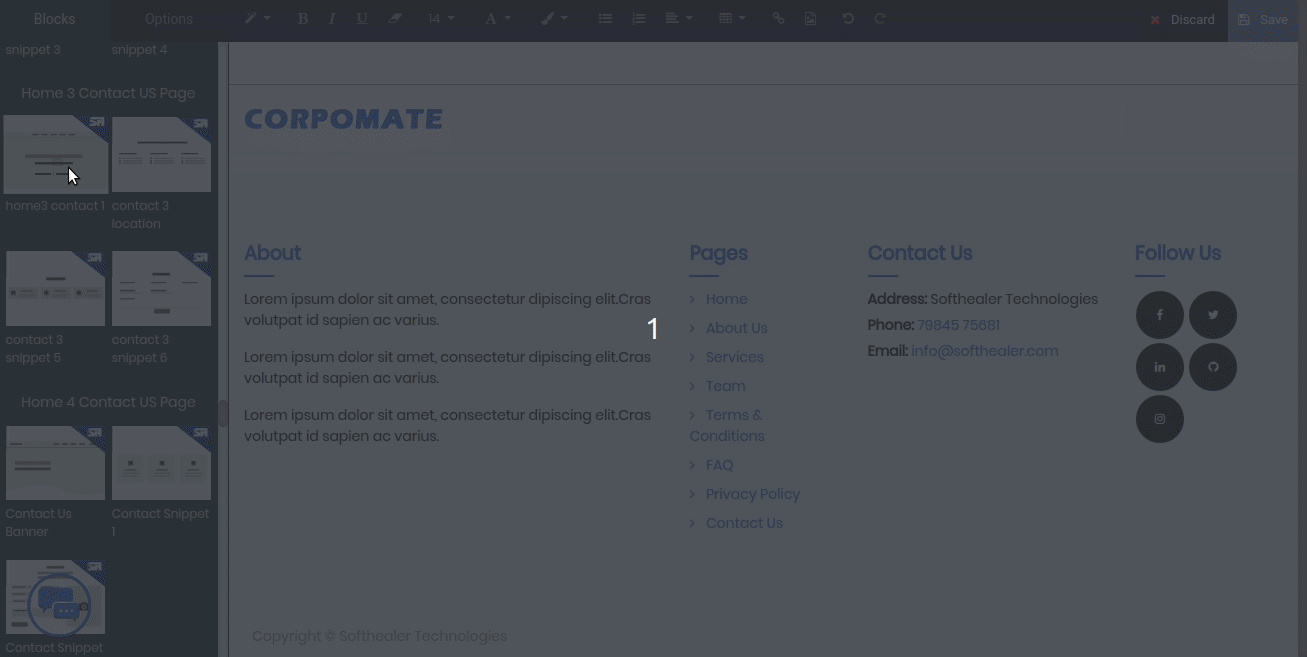 Blocks
Options
B I U 14 A
Discard
Save
snippet 3
snippet 4
Home 3 Contact US Page
home3 contact 1
contact 3
location
contact 3
snippet 5
contact 3
snippet 6
Home 4 Contact US Page
Contact Us
Banner
Contact Snippet
1
Contact Snippet
CORPOMATE
About
Lorem ipsum dolor sit amet, consectetur dipiscing elit.Cras
volutpat id sapien ac varius.
Lorem ipsum dolor sit amet, consectetur dipiscing elit.Cras
volutpat id sapien ac varius.
Lorem ipsum dolor sit amet, consectetur dipiscing elit.Cras
volutpat id sapien ac varius.
1
Pages
Home
About Us
Services
Team
Terms &
Conditions
FAQ
Privacy Policy
Contact Us
Contact Us
Address: Softhealer Technologies
Phone: 79845 75681
Email: info@softhealer.com
Follow Us
Copyright © Softhealer Technologies